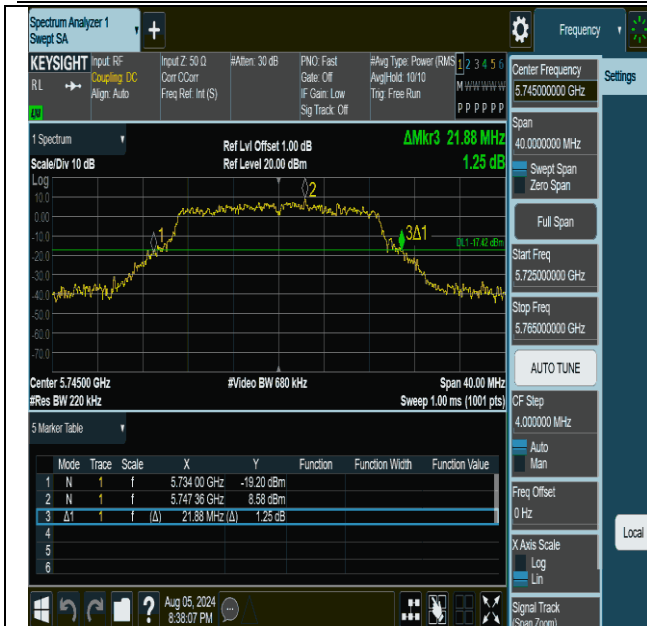 Spectrum Analyzer 1
Swept SA
+
Frequency
KEYSIGHT
RL
Input: RF
Coupling: DC
Align: Auto
Input Z: 50 Ω
Corr CCorr
Freq Ref: Int (S)
#Atten: 30 dB
PNO: Fast
Gate: Off
IF Gain: Low
Sig Track: Off
#Avg Type: Power (RMS
Avg|Hold: 10/10
Trig: Free Run
1 2 3 4 5 6
M W W W W W
P P P P P P
Center Frequency
5.745000000 GHz
Settings
Span
40.0000000 MHz
Swept Span
Zero Span
Full Span
Start Freq
5.725000000 GHz
Stop Freq
5.765000000 GHz
AUTO TUNE
CF Step
4.000000 MHz
Auto
Man
Freq Offset
0 Hz
X Axis Scale
Log
Lin
Signal Track
(Span Zoom)
Local
1 Spectrum
Scale/Div 10 dB
Ref Lvl Offset 1.00 dB
Ref Level 20.00 dBm
ΔMkr3 21.88 MHz
1.25 dB
Log
10.0
0.00
-10.0
-20.0
-30.0
-40.0
-50.0
-60.0
-70.0
1
2
3Δ1
DL1 -17.42 dBm
Center 5.74500 GHz
#Video BW 680 kHz
Span 40.00 MHz
#Res BW 220 kHz
Sweep 1.00 ms (1001 pts)
5 Marker Table
Mode Trace Scale X Y Function Function Width Function Value
1 N 1 f 5.734 00 GHz -19.20 dBm
2 N 1 f 5.747 36 GHz 8.58 dBm
3 Δ1 1 f (Δ) 21.88 MHz (Δ) 1.25 dB
4
5
6
?
Aug 05, 2024
8:38:07 PM